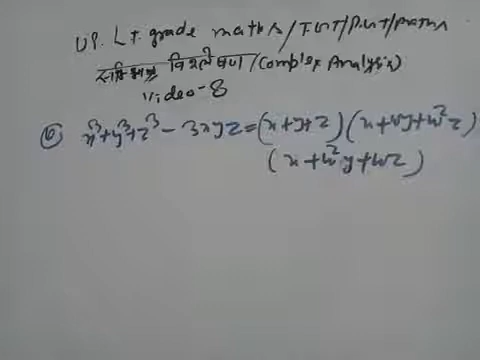 UP. L.T. grade maths/TGT/PGT/maths
सम्मिश्र विश्लेषण/(Complex Analysis)
video-8
⑥ x³+y³+z³-3xyz=(x+y+z)(x+wy+w²z)
(x+w²y+wz)